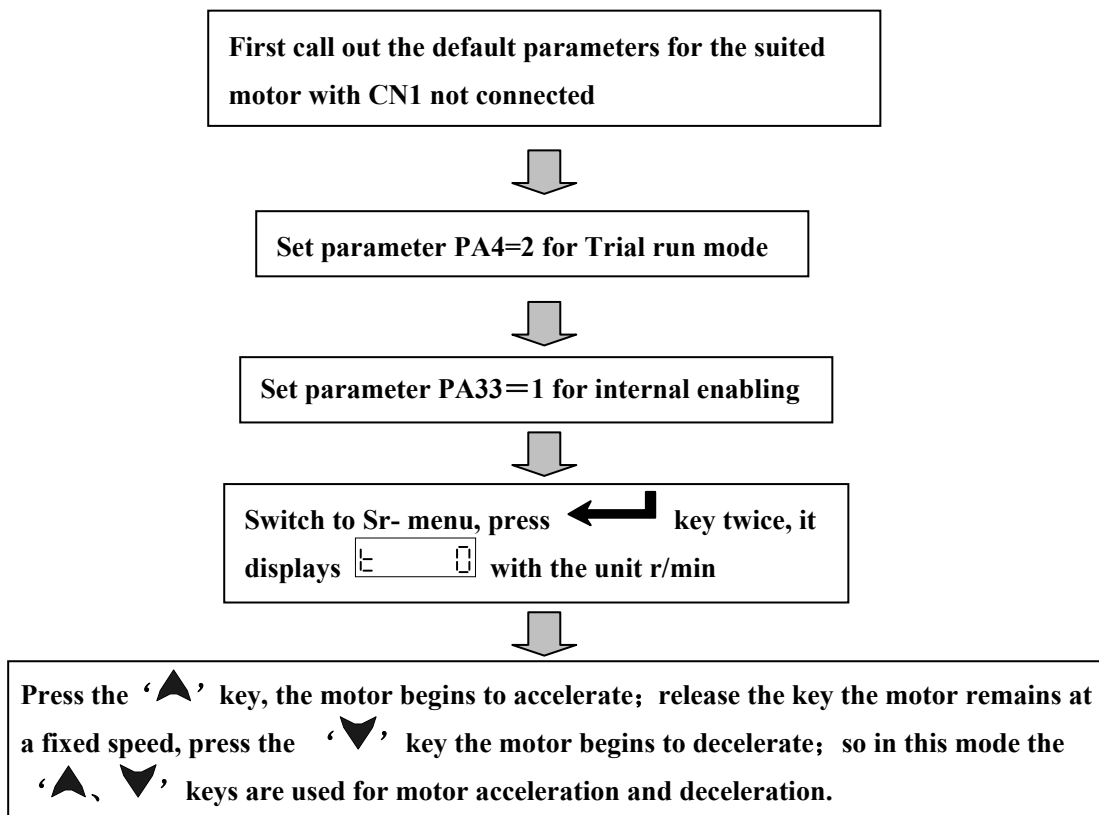 First call out the default parameters for the suited
motor with CN1 not connected
Set parameter PA4=2 for Trial run mode
Set parameter PA33＝1 for internal enabling
Switch to Sr- menu, press key twice, it
displays t 0 with the unit r/min
Press the ‘▲’ key, the motor begins to accelerate；release the key the motor remains at
a fixed speed, press the ‘▼’ key the motor begins to decelerate；so in this mode the
‘▲、▼’ keys are used for motor acceleration and deceleration.